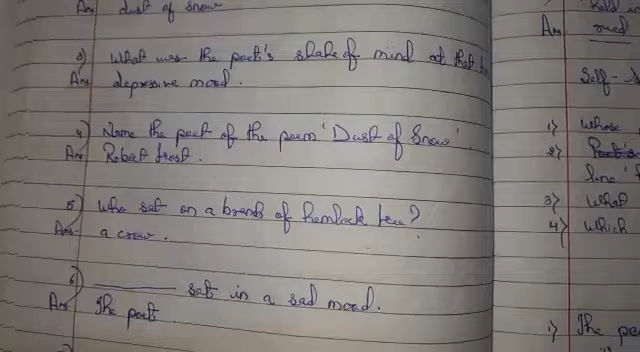 Ans dust of snow
3) What was the poet's state of mind at that
Ans depressive mood.
4) Name the poet of the poem 'Dust of Snow'.
Ans Robert frost.
5) Who sat on a branch of hemlock tree?
Ans- a crow.
6) ________ sat in a sad mood.
Ans The poet.
Ans
Self-
1) Whose
2)
line'
3) What
4) Which
1) The